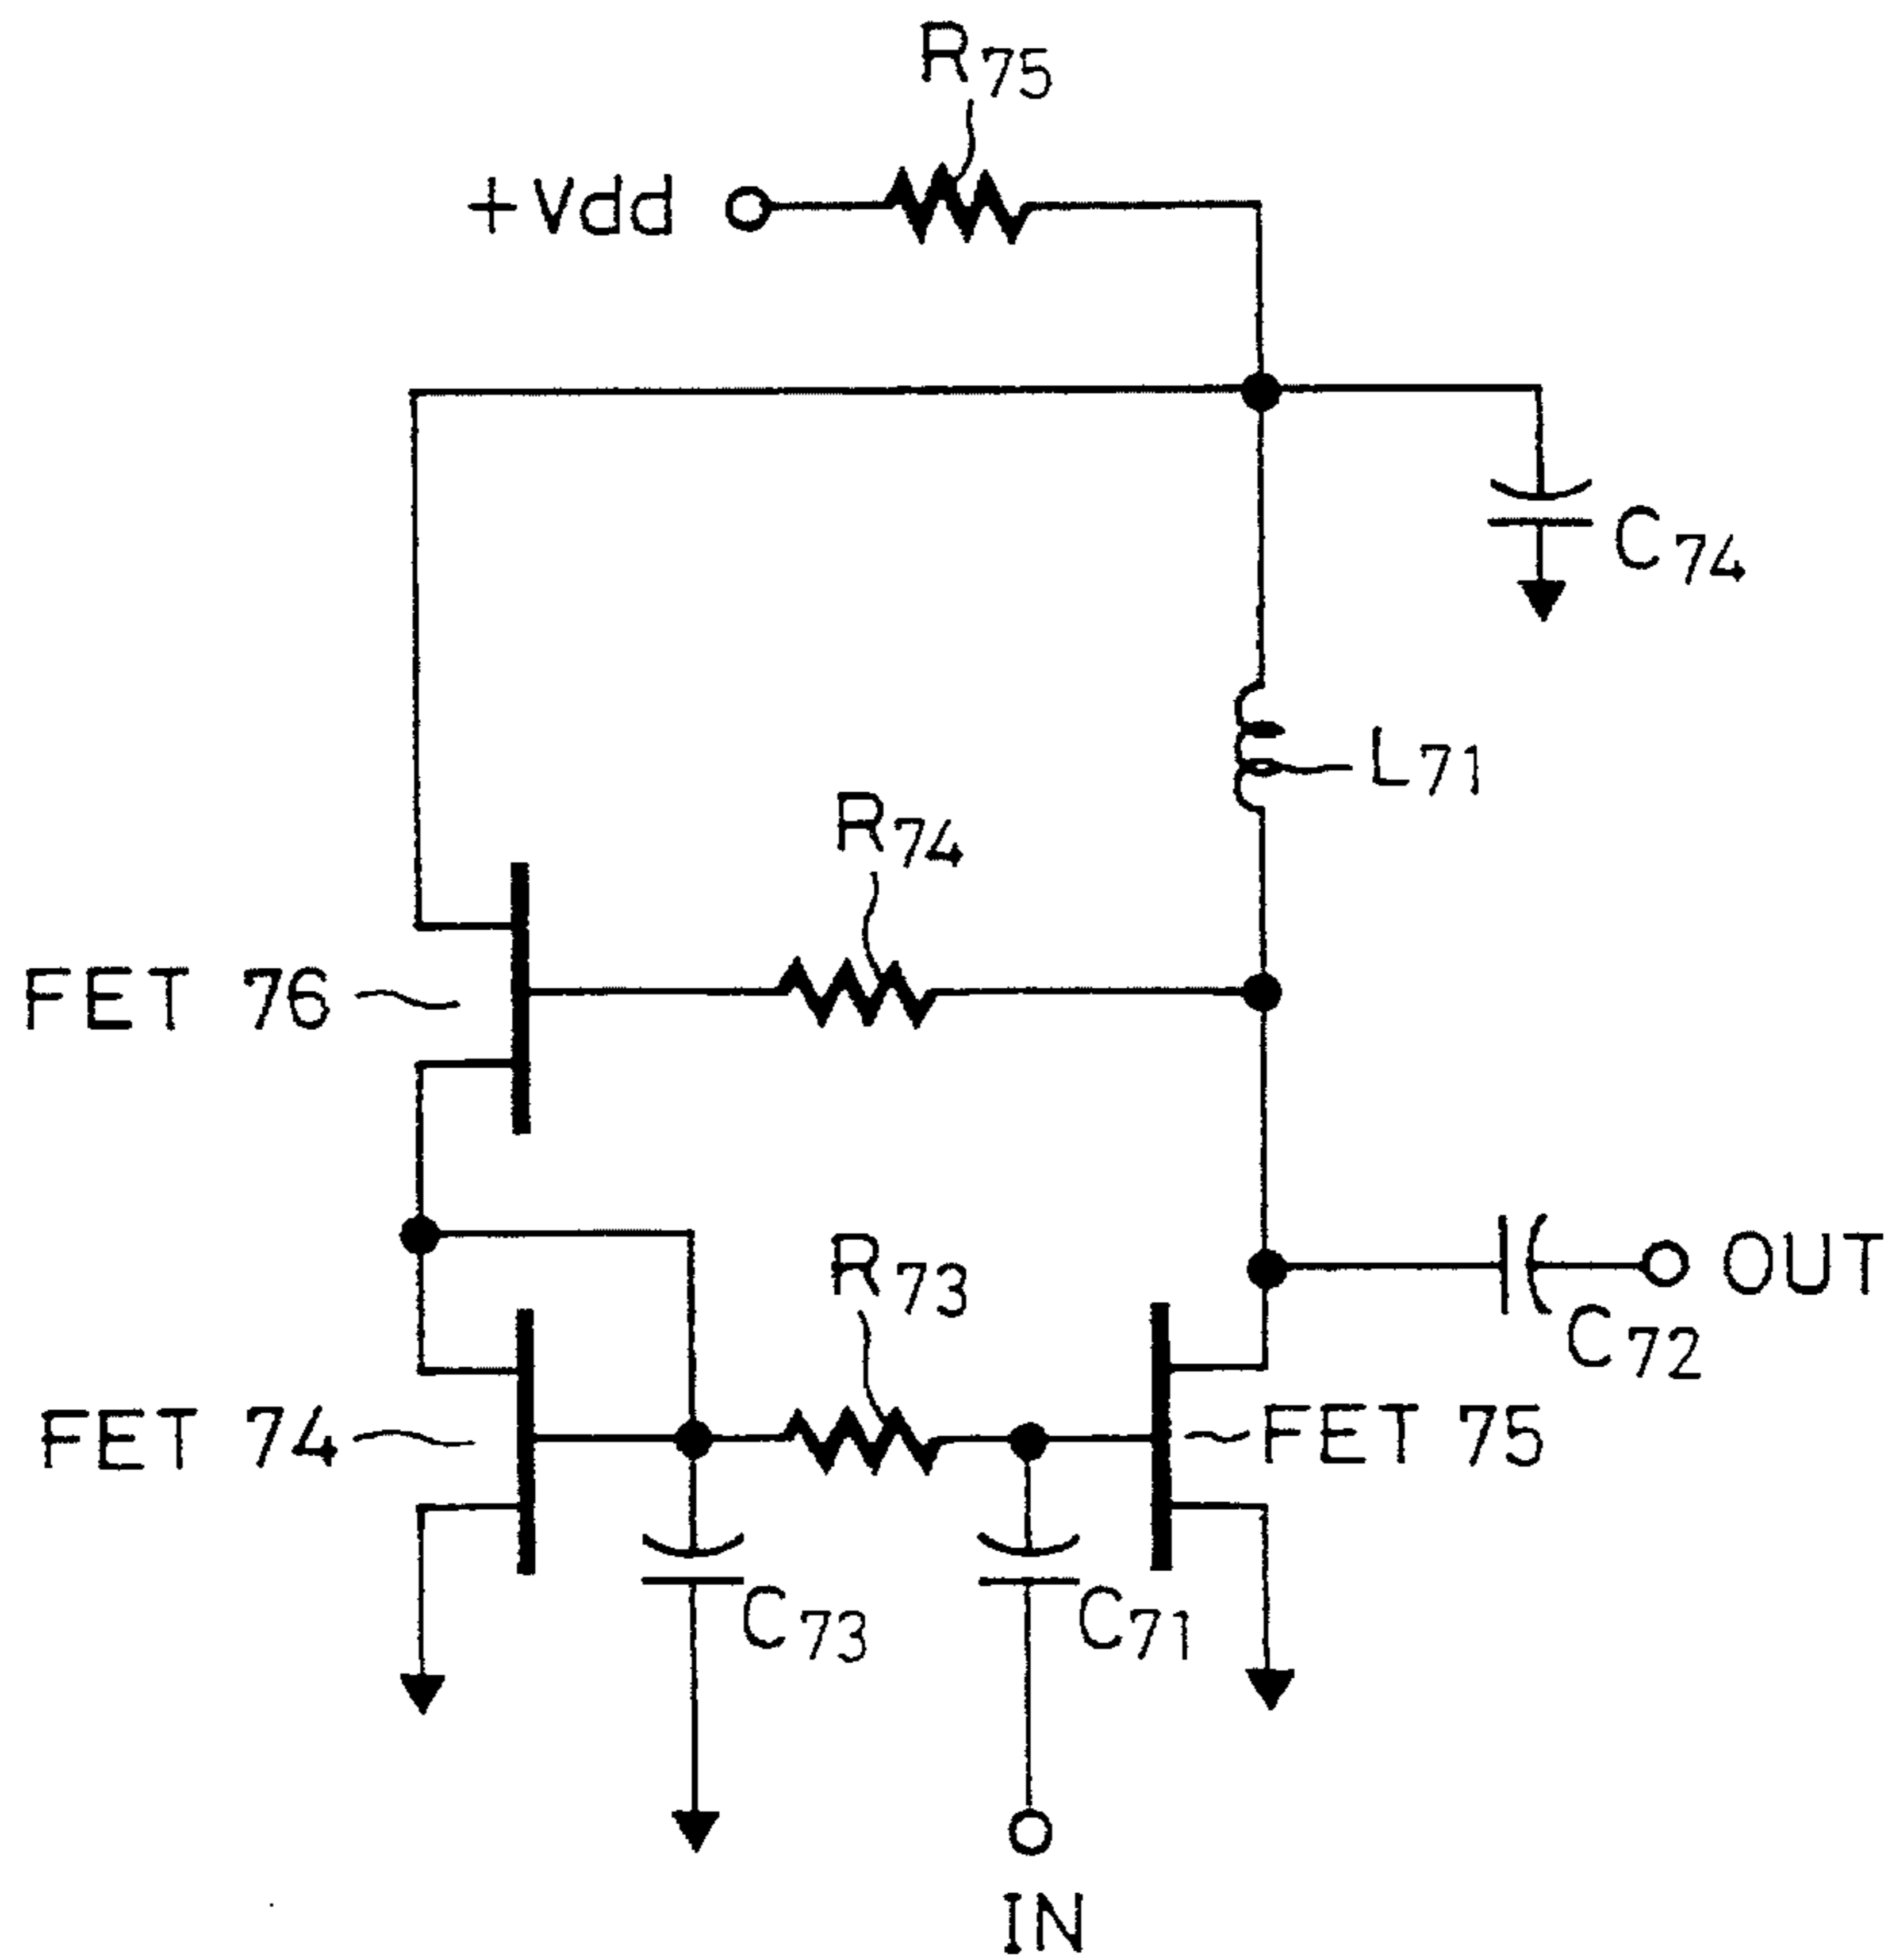 R75
+Vdd
C74
L71
R74
FET 76
R73
OUT
C72
FET 74
FET 75
C73
C71
IN